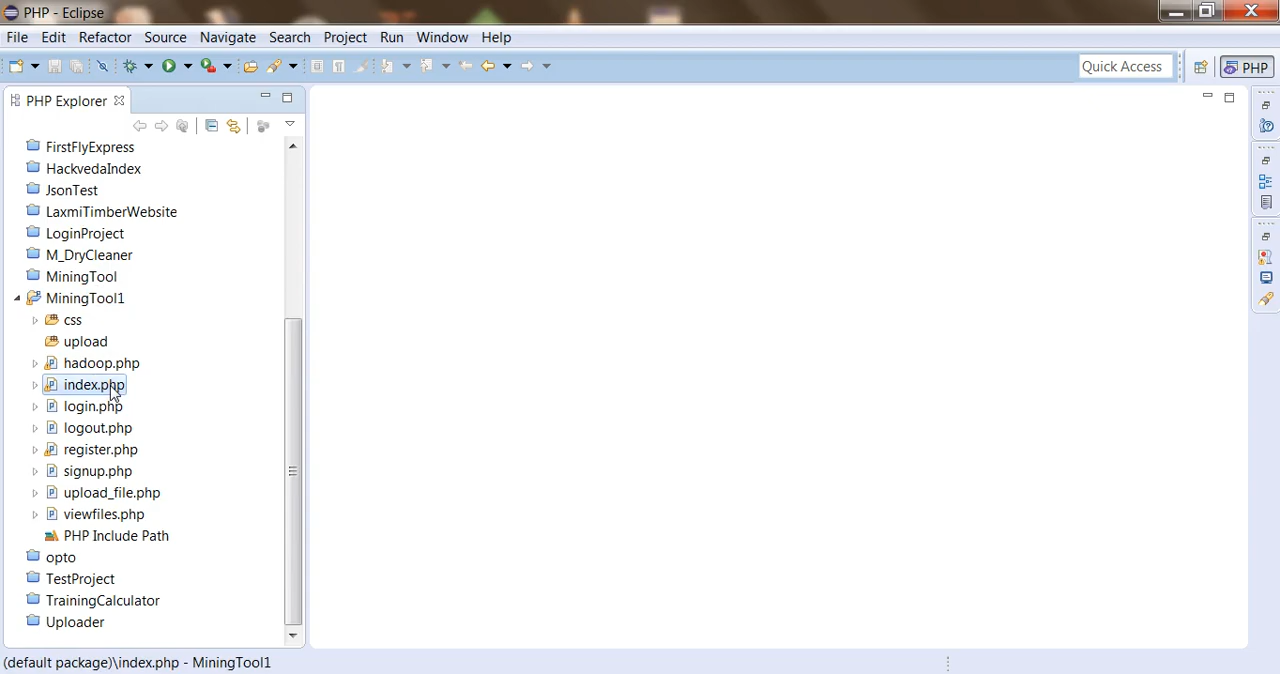 PHP - Eclipse
File Edit Refactor Source Navigate Search Project Run Window Help
Quick Access PHP
PHP Explorer
FirstFlyExpress
HackvedaIndex
JsonTest
LaxmiTimberWebsite
LoginProject
M_DryCleaner
MiningTool
MiningTool1
css
upload
hadoop.php
index.php
login.php
logout.php
register.php
signup.php
upload_file.php
viewfiles.php
PHP Include Path
opto
TestProject
TrainingCalculator
Uploader
(default package)\index.php - MiningTool1